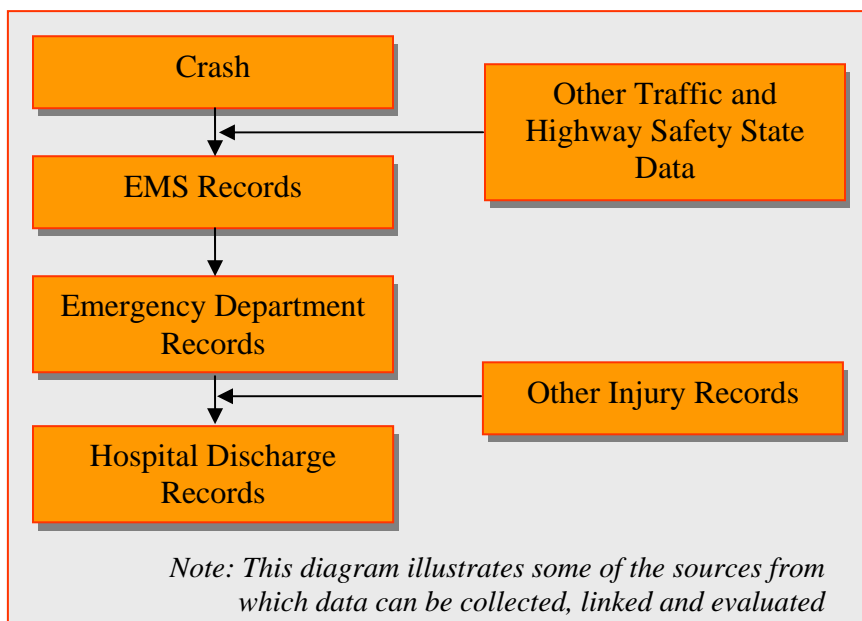 Crash
Other Traffic and
Highway Safety State
Data
EMS Records
Emergency Department
Records
Other Injury Records
Hospital Discharge
Records
Note: This diagram illustrates some of the sources from
which data can be collected, linked and evaluated